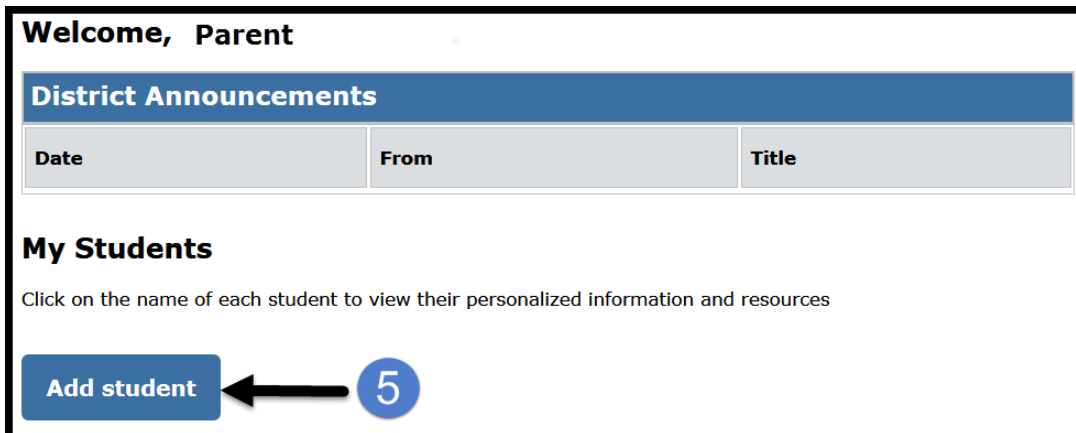 Welcome, Parent
District Announcements
Date From Title
My Students
Click on the name of each student to view their personalized information and resources
Add student 5